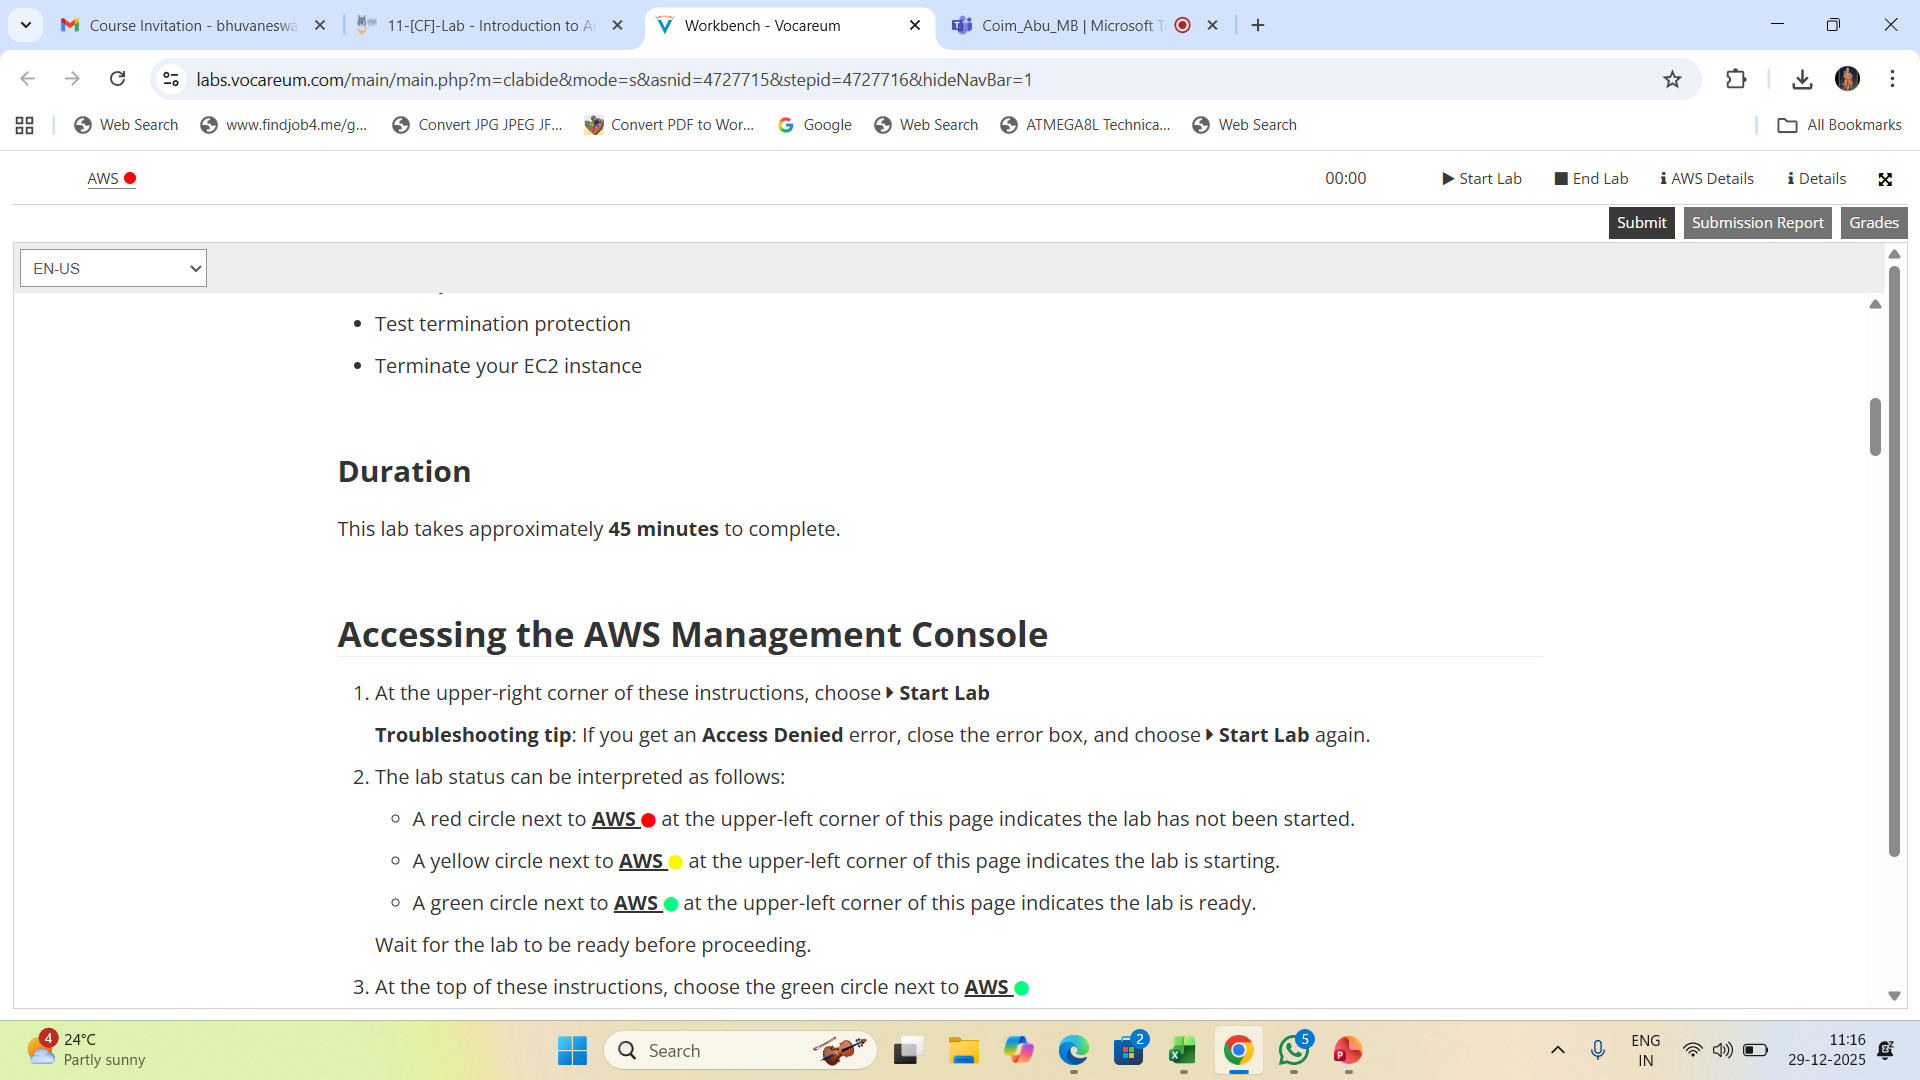 Course Invitation - bhuvaneswa
11-[CF]-Lab - Introduction to Am
Workbench - Vocareum
Coim_Abu_MB | Microsoft T
labs.vocareum.com/main/main.php?m=clabide&mode=s&asnid=4727715&stepid=4727716&hideNavBar=1
Web Search
www.findjob4.me/g...
Convert JPG JPEG JF...
Convert PDF to Wor...
Google
Web Search
ATMEGA8L Technica...
Web Search
All Bookmarks
AWS
00:00
Start Lab
End Lab
AWS Details
Details
Submit
Submission Report
Grades
EN-US
• Test termination protection
• Terminate your EC2 instance
Duration
This lab takes approximately 45 minutes to complete.
Accessing the AWS Management Console
1. At the upper-right corner of these instructions, choose Start Lab
Troubleshooting tip: If you get an Access Denied error, close the error box, and choose Start Lab again.
2. The lab status can be interpreted as follows:
A red circle next to AWS at the upper-left corner of this page indicates the lab has not been started.
A yellow circle next to AWS at the upper-left corner of this page indicates the lab is starting.
A green circle next to AWS at the upper-left corner of this page indicates the lab is ready.
Wait for the lab to be ready before proceeding.
3. At the top of these instructions, choose the green circle next to AWS
4
24°C
Partly sunny
Search
2
5
ENG
IN
11:16
29-12-2025